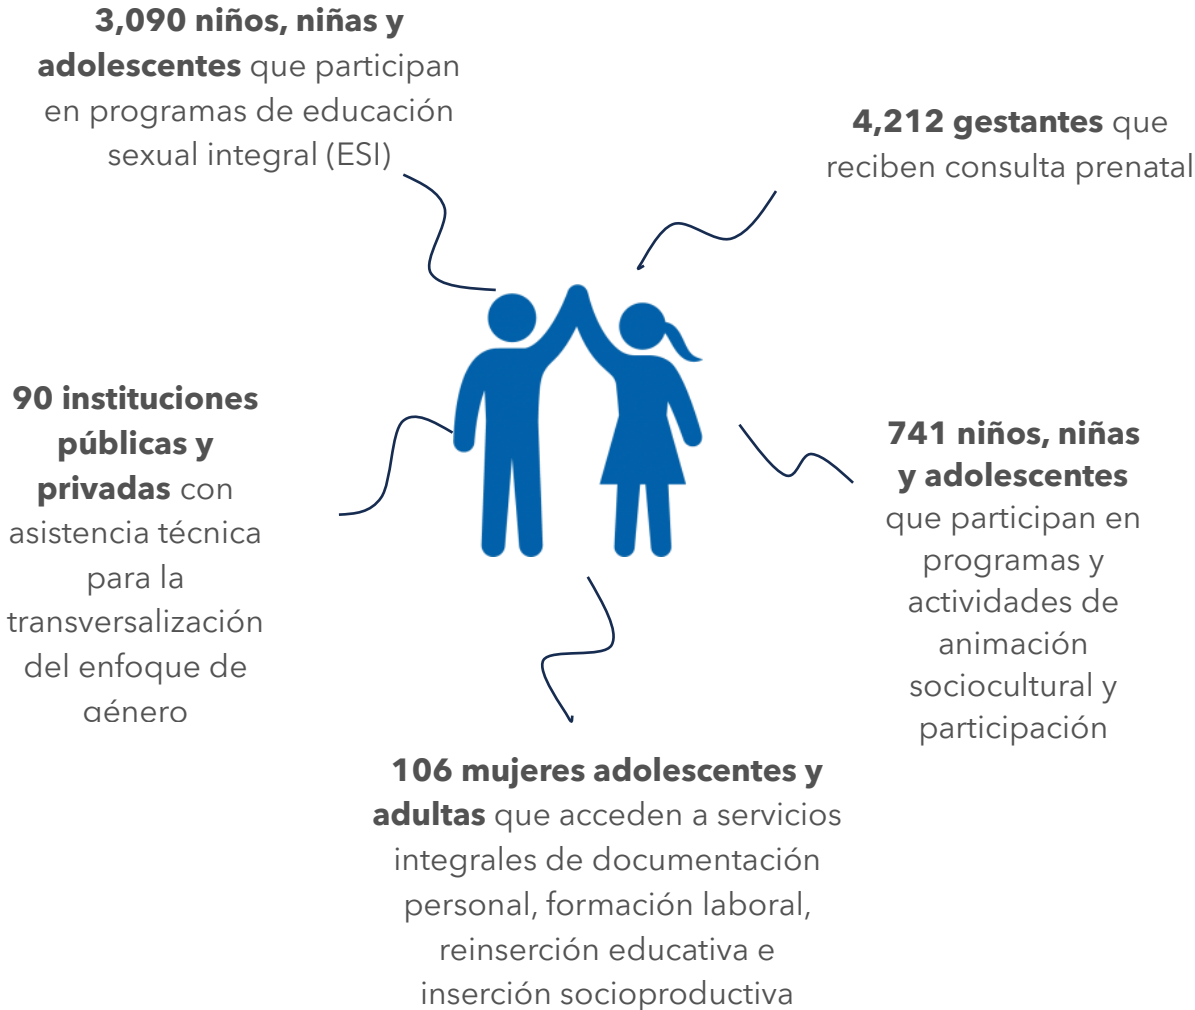 3,090 niños, niñas y
adolescentes que participan
en programas de educación
sexual integral (ESI)
4,212 gestantes que
reciben consulta prenatal
90 instituciones
públicas y
privadas con
asistencia técnica
para la
transversalización
del enfoque de
género
741 niños, niñas
y adolescentes
que participan en
programas y
actividades de
animación
sociocultural y
participación
106 mujeres adolescentes y
adultas que acceden a servicios
integrales de documentación
personal, formación laboral,
reinserción educativa e
inserción socioproductiva